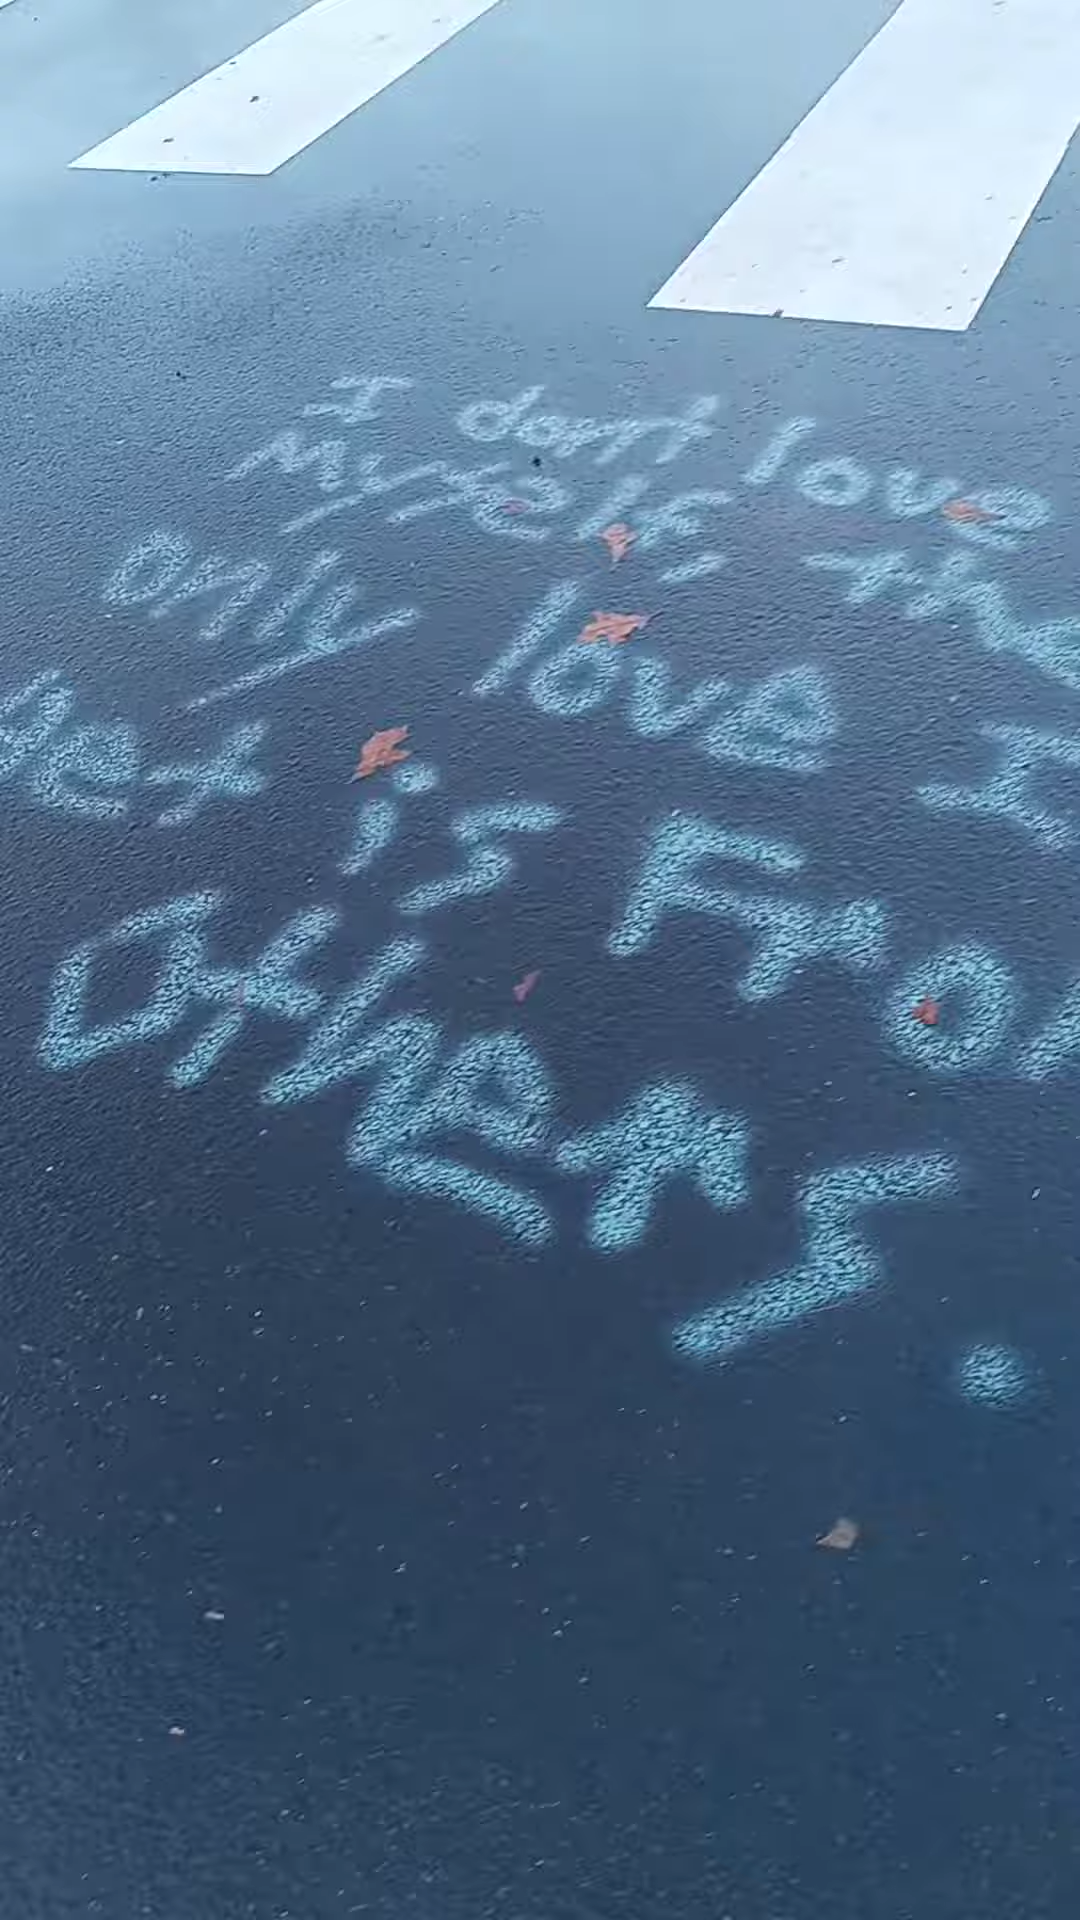 I don't love
Myself, the
only love I
get is From
Others.